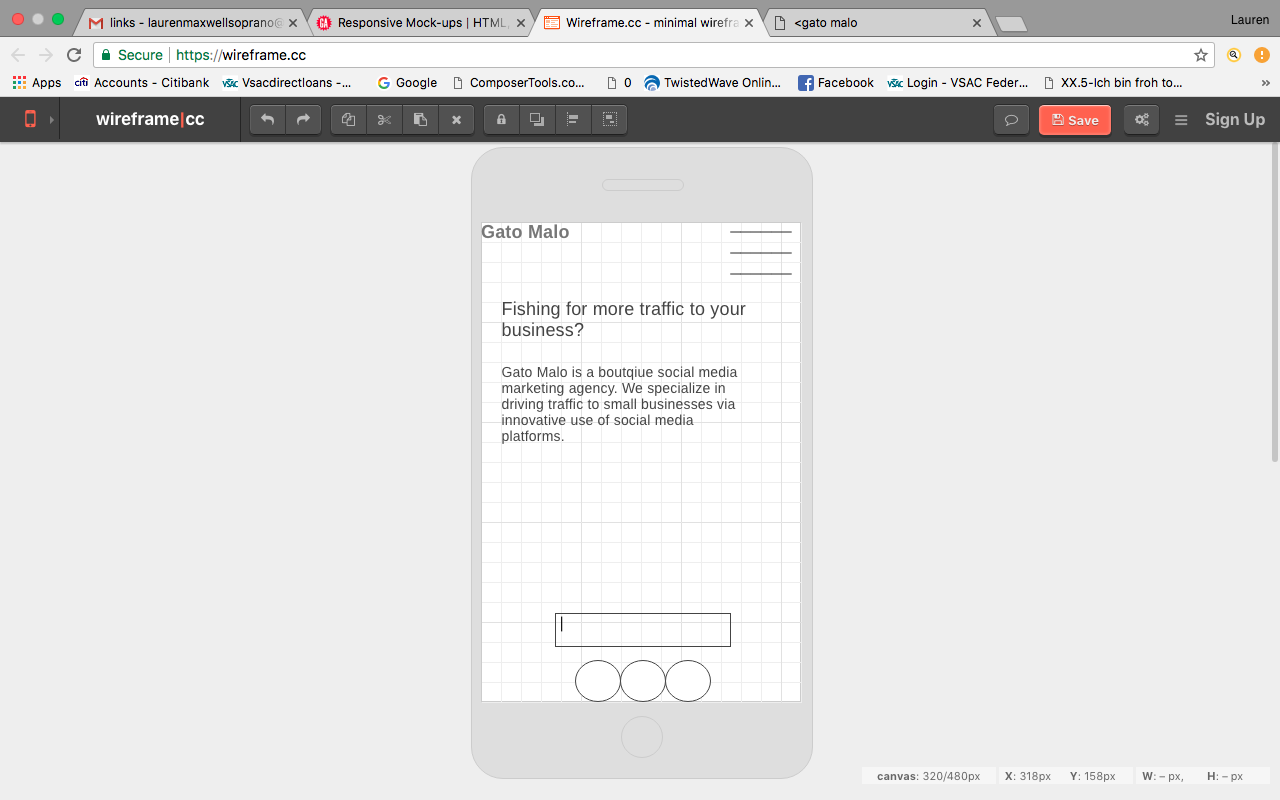 links - laurenmaxwellsoprano@
Responsive Mock-ups | HTML,
Wireframe.cc - minimal wirefra
<gato malo
Lauren
Secure
https://wireframe.cc
Apps
citi
Accounts - Citibank
VSAC
Vsacdirectloans -...
Google
ComposerTools.co...
0
TwistedWave Onlin...
Facebook
VSAC
Login - VSAC Feder...
XX.5-Ich bin froh to...
»
wireframe|cc
Save
Sign Up
Gato Malo
Fishing for more traffic to your
business?
Gato Malo is a boutqiue social media
marketing agency. We specialize in
driving traffic to small businesses via
innovative use of social media
platforms.
canvas: 320/480px
X: 318px
Y: 158px
W: – px,
H: – px